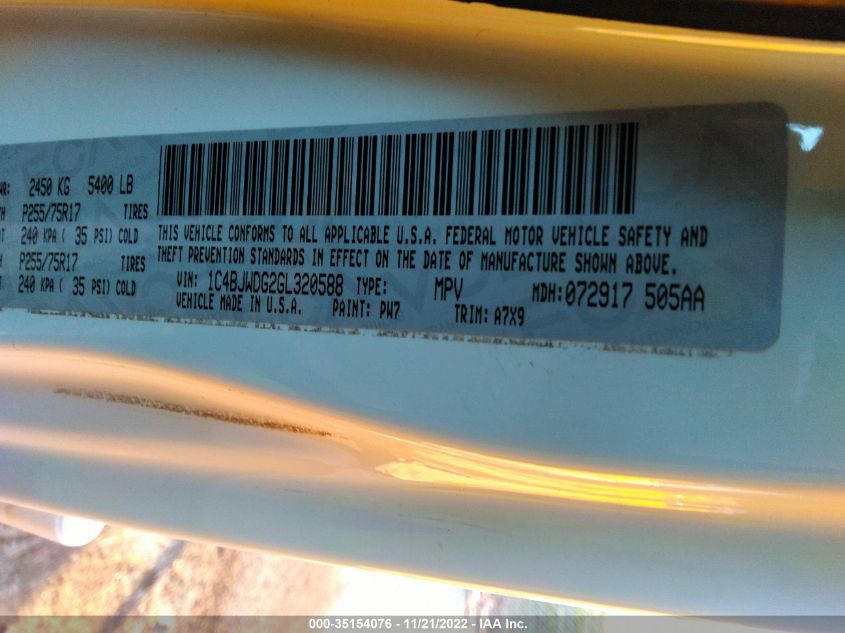 WR: 2450 KG 5400 LB
P255/75R17 TIRES
240 KPA ( 35 PSI) COLD
P255/75R17 TIRES
240 KPA ( 35 PSI) COLD
THIS VEHICLE CONFORMS TO ALL APPLICABLE U.S.A. FEDERAL MOTOR VEHICLE SAFETY AND
THEFT PREVENTION STANDARDS IN EFFECT ON THE DATE OF MANUFACTURE SHOWN ABOVE.
VIN: 1C4BJWDG2GL320588 TYPE: MPV MDH:072917 505AA
VEHICLE MADE IN U.S.A. PAINT: PW7 TRIM: A7X9
000-35154076 - 11/21/2022 - IAA Inc.